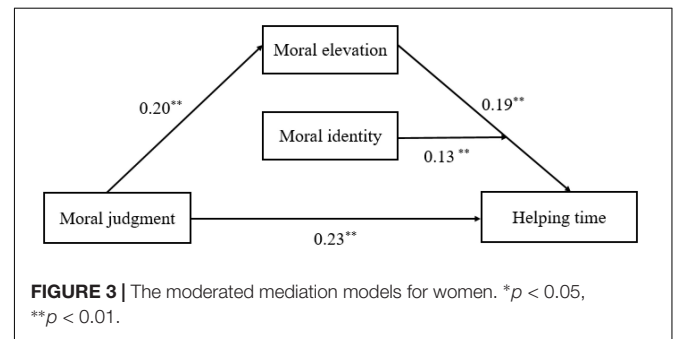 Moral elevation
0.20**
0.19**
Moral identity
0.13 **
Moral judgment
Helping time
0.23**
FIGURE 3 | The moderated mediation models for women. *p < 0.05,
**p < 0.01.